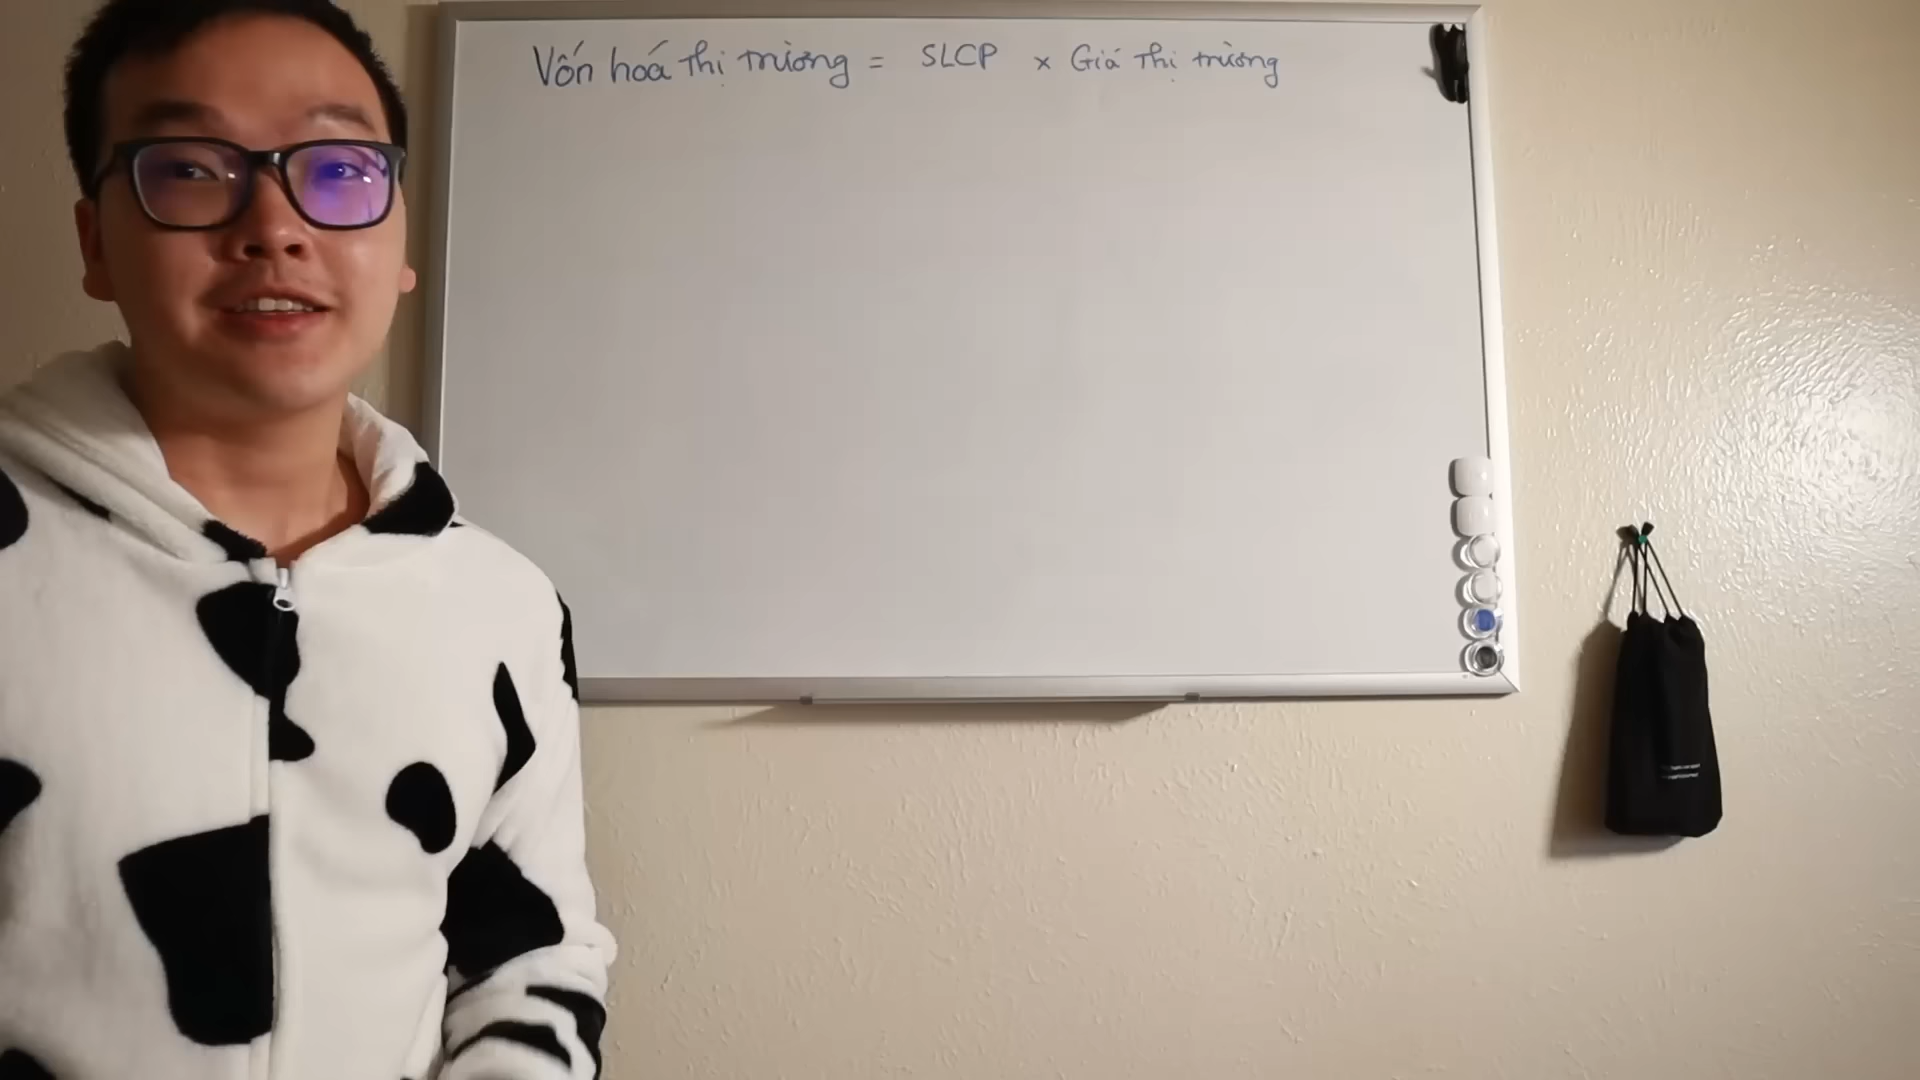 Vốn hoá thị trường = SLCP x Giá thị trường